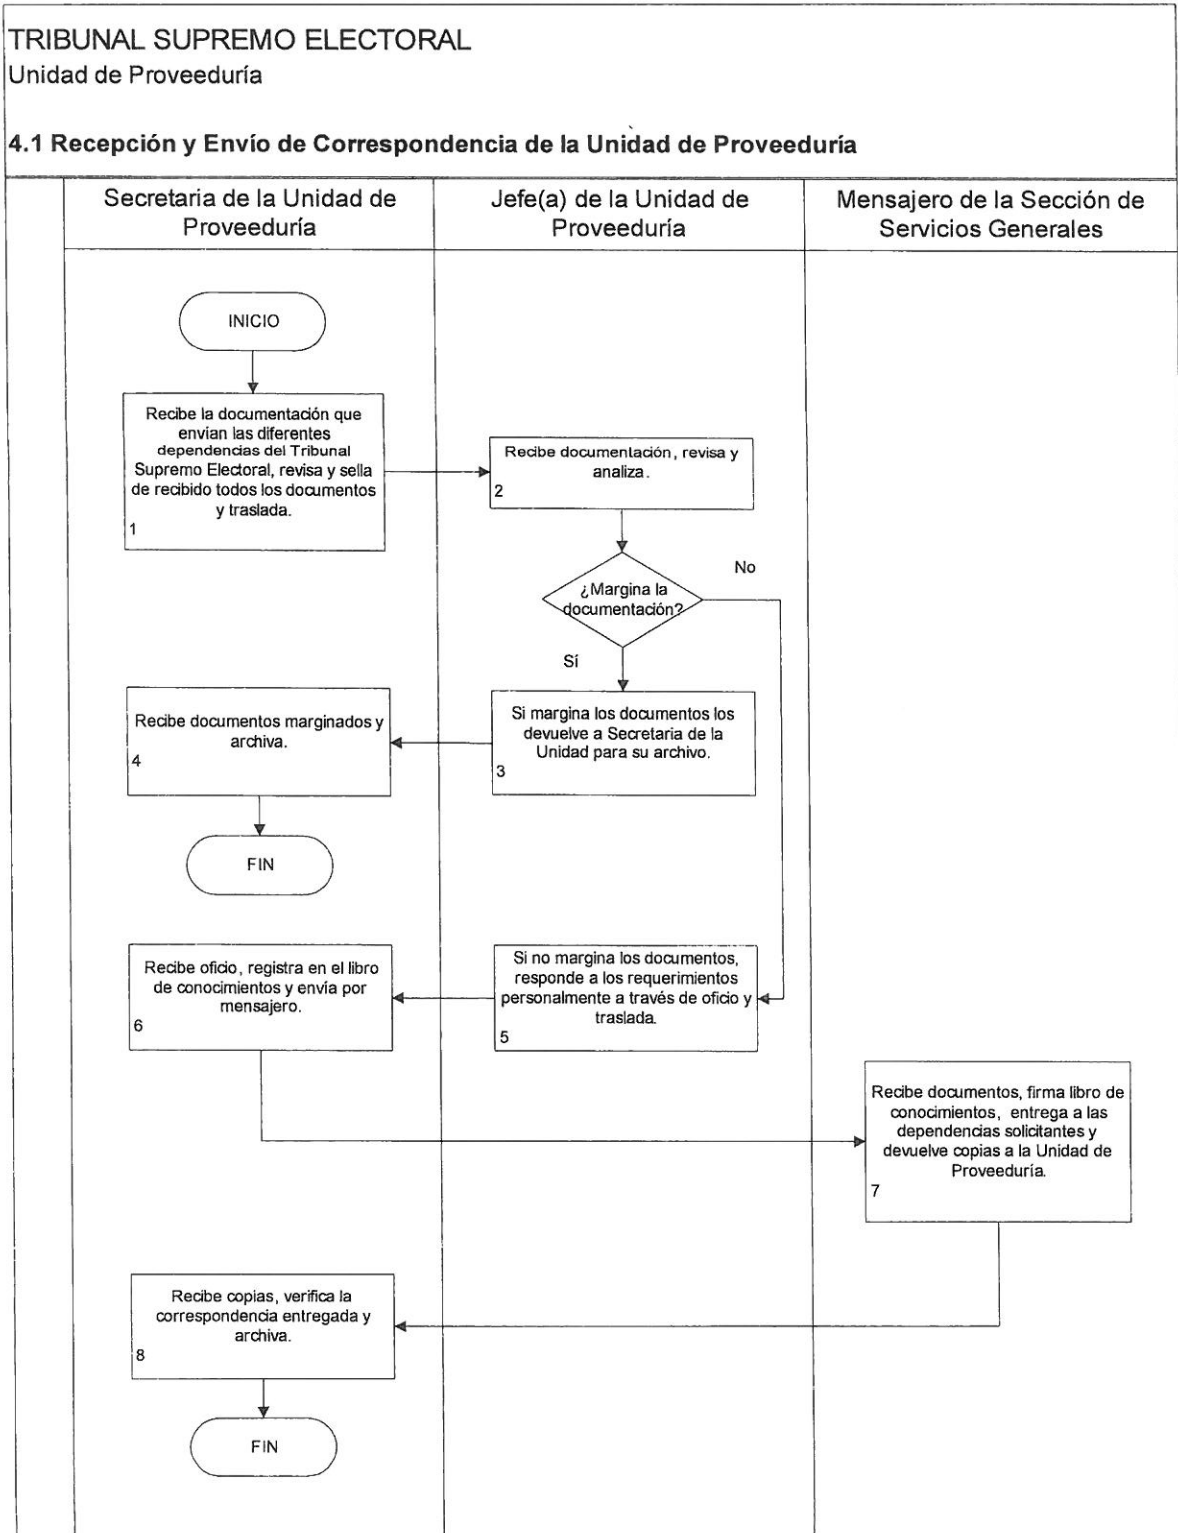 TRIBUNAL SUPREMO ELECTORAL
Unidad de Proveeduría
4.1 Recepción y Envío de Correspondencia de la Unidad de Proveeduría
Secretaria de la Unidad de
Proveeduría
Jefe(a) de la Unidad de
Proveeduría
Mensajero de la Sección de
Servicios Generales
INICIO
Recibe la documentación que
envían las diferentes
dependencias del Tribunal
Supremo Electoral, revisa y sella
de recibido todos los documentos
y traslada.
1
Recibe documentación, revisa y
analiza.
2
¿Margina la
documentación?
No
Sí
Si margina los documentos los
devuelve a Secretaria de la
Unidad para su archivo.
3
Recibe documentos marginados y
archiva.
4
FIN
Si no margina los documentos,
responde a los requerimientos
personalmente a través de oficio y
traslada.
5
Recibe oficio, registra en el libro
de conocimientos y envía por
mensajero.
6
Recibe documentos, firma libro de
conocimientos, entrega a las
dependencias solicitantes y
devuelve copias a la Unidad de
Proveeduría.
7
Recibe copias, verifica la
correspondencia entregada y
archiva.
8
FIN